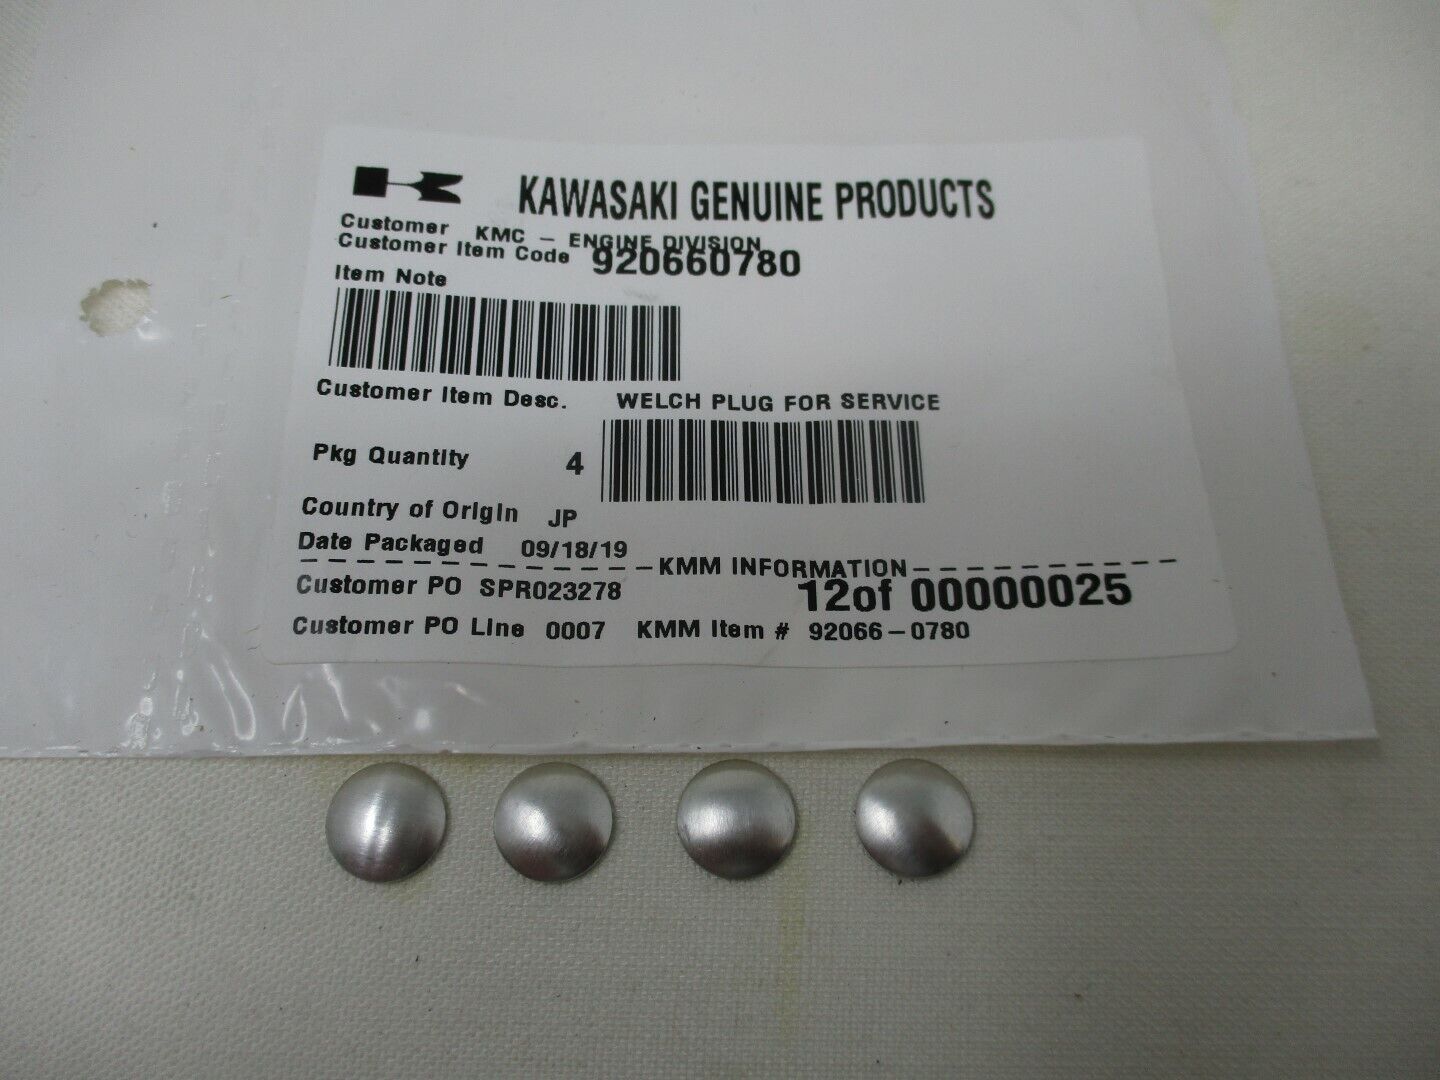 KAWASAKI GENUINE PRODUCTS
Customer KMC - ENGINE DIVISION
Customer Item Code 920660780
Item Note
Customer Item Desc. WELCH PLUG FOR SERVICE
Pkg Quantity 4
Country of Origin JP
Date Packaged 09/18/19
KMM INFORMATION
Customer PO SPR023278 12of 00000025
Customer PO Line 0007 KMM Item # 92066-0780